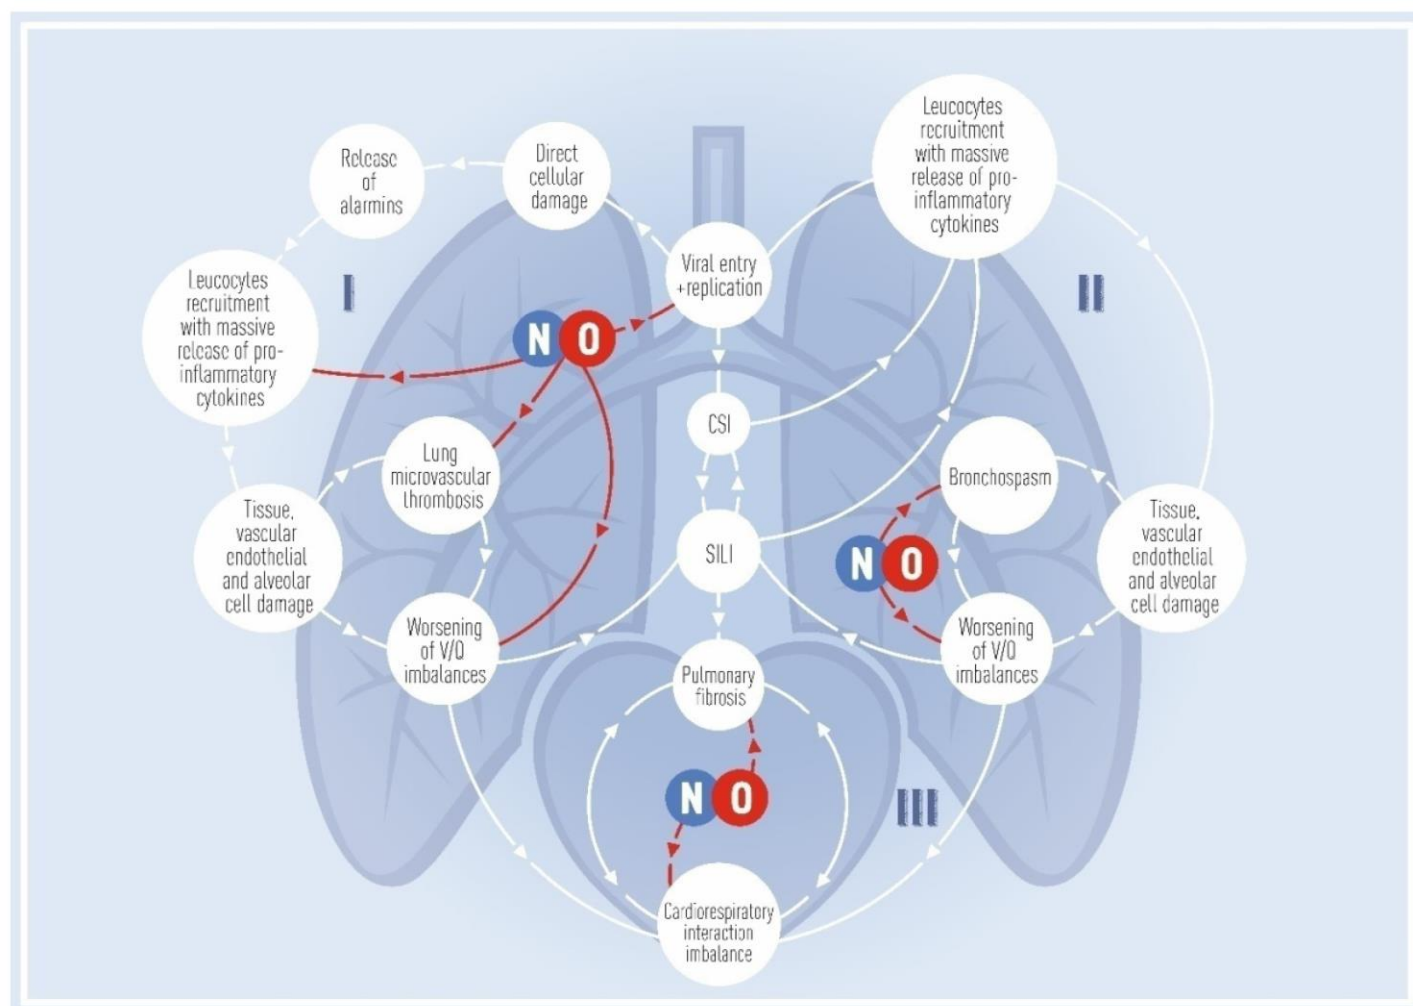 Release
of
alarmins
Direct
cellular
damage
Leucocytes
recruitment
with massive
release of pro-
inflammatory
cytokines
Viral entry
+replication
Leucocytes
recruitment
with massive
release of pro-
inflammatory
cytokines
I
II
N O
CSI
Lung
microvascular
thrombosis
Bronchospasm
Tissue,
vascular
endothelial
and alveolar
cell damage
SILI
N O
Tissue,
vascular
endothelial
and alveolar
cell damage
Worsening
of V/Q
imbalances
Worsening
of V/Q
imbalances
Pulmonary
fibrosis
N O
III
Cardiorespiratory
interaction
imbalance